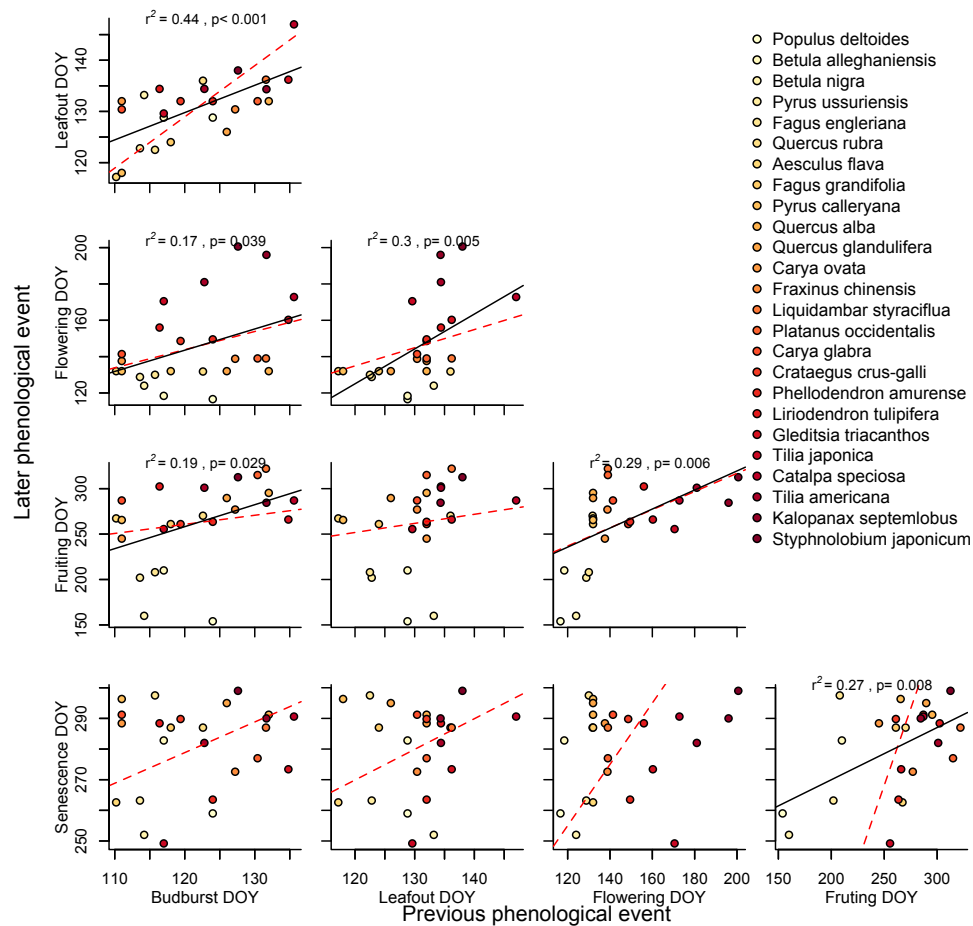 r² = 0.44 , p< 0.001
Leafout DOY
120 130 140
Populus deltoides
Betula alleghaniensis
Betula nigra
Pyrus ussuriensis
Fagus engleriana
Quercus rubra
Aesculus flava
Fagus grandifolia
Pyrus calleryana
Quercus alba
Quercus glandulifera
Carya ovata
Fraxinus chinensis
Liquidambar styraciflua
Platanus occidentalis
Carya glabra
Crataegus crus-galli
Phellodendron amurense
Liriodendron tulipifera
Gleditsia triacanthos
Tilia japonica
Catalpa speciosa
Tilia americana
Kalopanax septemlobus
Styphnolobium japonicum
Later phenological event
r² = 0.17 , p= 0.039
r² = 0.3 , p= 0.005
Flowering DOY
120 160 200
r² = 0.19 , p= 0.029
r² = 0.29 , p= 0.006
Fruiting DOY
150 200 250 300
r² = 0.27 , p= 0.008
Senescence DOY
250 270 290
110 120 130
Budburst DOY
120 130 140
Leafout DOY
120 140 160 180 200
Flowering DOY
150 200 250 300
Fruting DOY
Previous phenological event